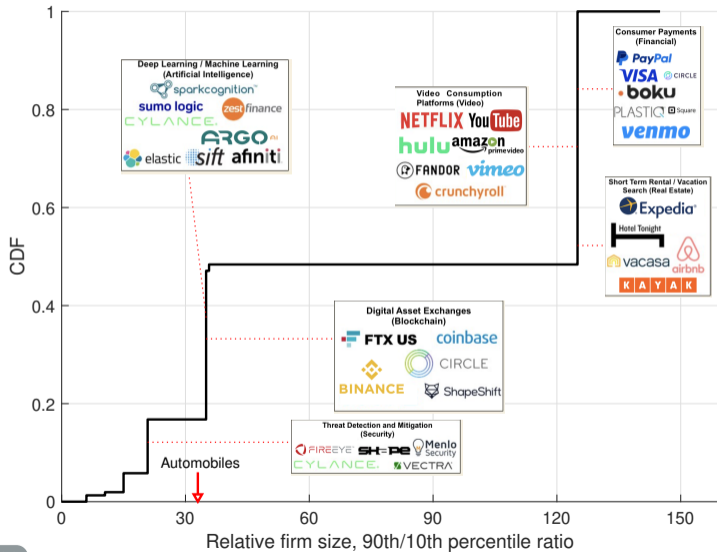 1
0.8
0.6
0.4
0.2
0
CDF
0
30
60
90
120
150
Relative firm size, 90th/10th percentile ratio
Automobiles
Deep Learning / Machine Learning
(Artificial Intelligence)
sparkcognition™
sumo logic
zestfinance
CYLANCE.
ARGO AI
elastic
sift
afiniti
Video Consumption
Platforms (Video)
NETFLIX
YouTube
hulu
amazon
prime video
FANDOR
vimeo
crunchyroll
Consumer Payments
(Financial)
PayPal
VISA
CIRCLE
boku
PLASTIQ
Square
venmo
Short Term Rental / Vacation
Search (Real Estate)
Expedia
Hotel Tonight
vacasa
airbnb
KAYAK
Digital Asset Exchanges
(Blockchain)
FTX US
coinbase
BINANCE
CIRCLE
ShapeShift
Threat Detection and Mitigation
(Security)
FIREEYE
SHAPE
Menlo
Security
CYLANCE.
VECTRA